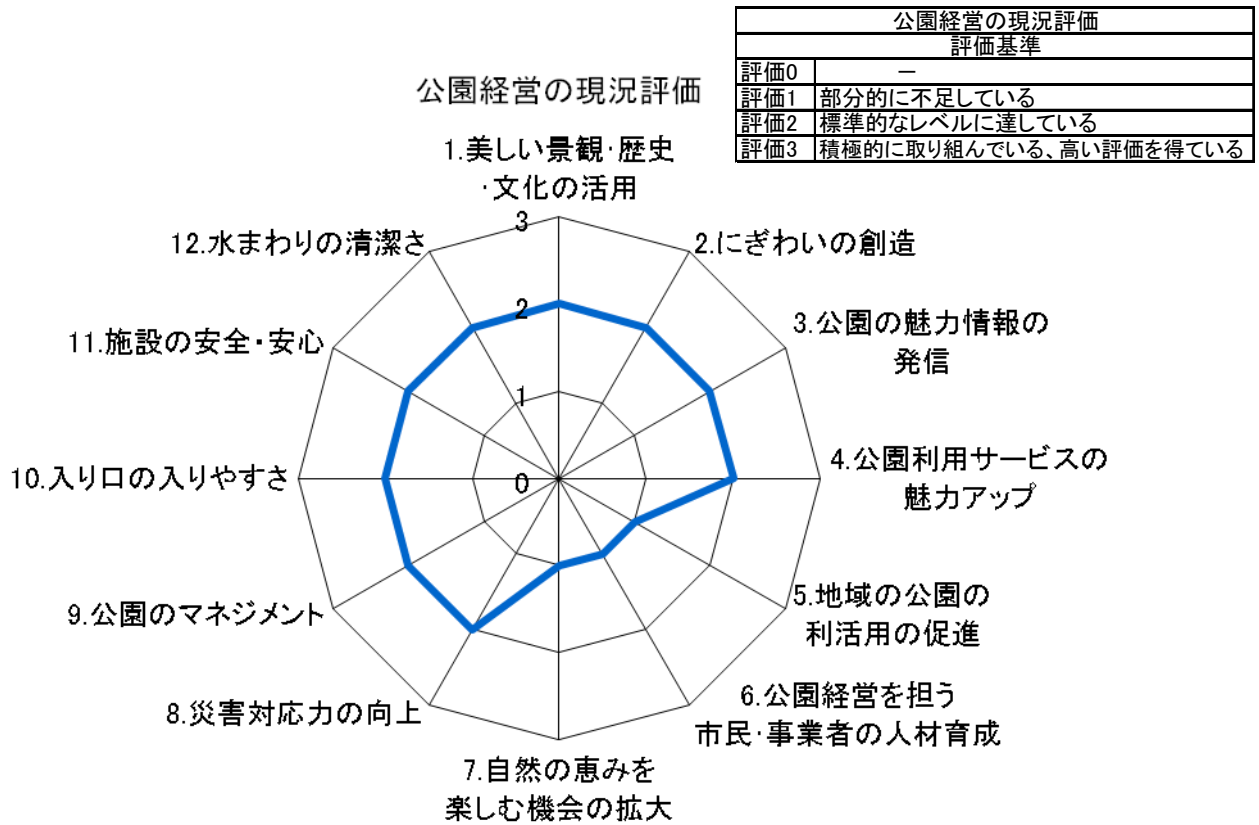 公園経営の現況評価
評価基準
評価0 －
評価1 部分的に不足している
評価2 標準的なレベルに達している
評価3 積極的に取り組んでいる、高い評価を得ている
公園経営の現況評価
1.美しい景観･歴史
･文化の活用
2.にぎわいの創造
3.公園の魅力情報の
発信
4.公園利用サービスの
魅力アップ
5.地域の公園の
利活用の促進
6.公園経営を担う
市民･事業者の人材育成
7.自然の恵みを
楽しむ機会の拡大
8.災害対応力の向上
9.公園のマネジメント
10.入り口の入りやすさ
11.施設の安全・安心
12.水まわりの清潔さ
3
2
1
0